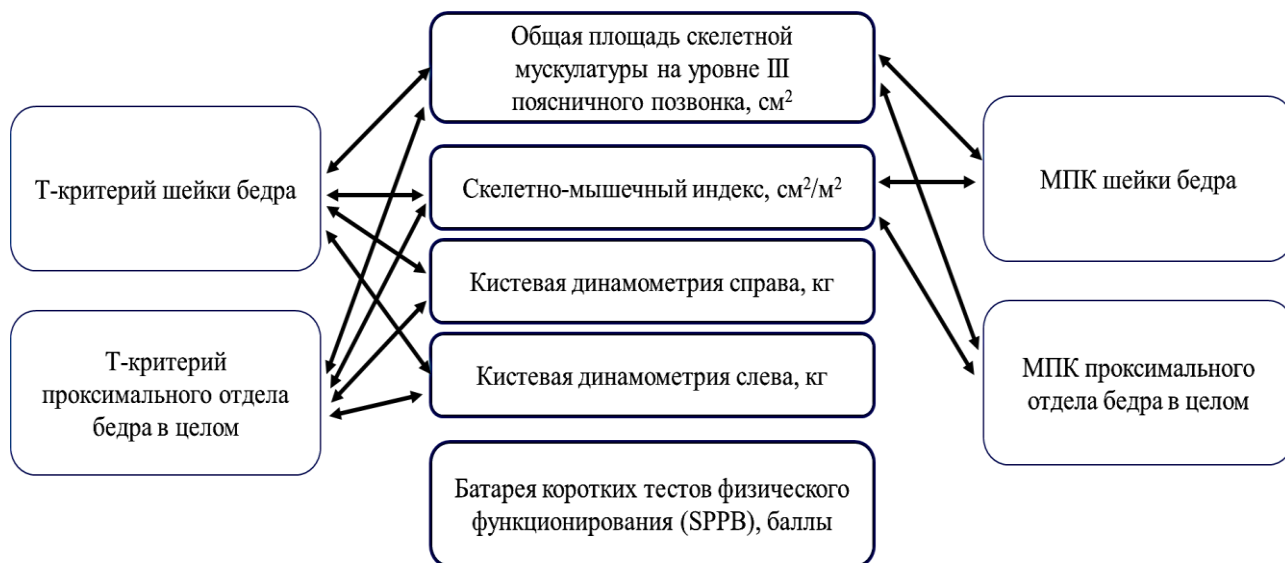 Общая площадь скелетной
мускулатуры на уровне III
поясничного позвонка, см²
Т-критерий шейки бедра
Скелетно-мышечный индекс, см²/м²
МПК шейки бедра
Кистевая динамометрия справа, кг
Т-критерий
проксимального отдела
бедра в целом
Кистевая динамометрия слева, кг
МПК проксимального
отдела бедра в целом
Батарея коротких тестов физического
функционирования (SPPB), баллы